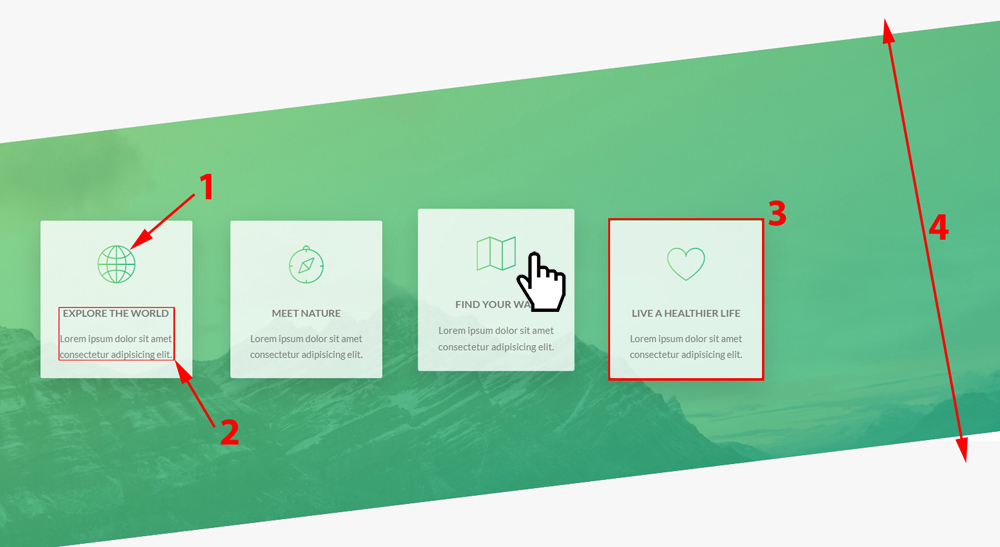 1
EXPLORE THE WORLD
Lorem ipsum dolor sit amet
consectetur adipisicing elit.
2
MEET NATURE
Lorem ipsum dolor sit amet
consectetur adipisicing elit.
FIND YOUR WA
Lorem ipsum dolor sit amet
consectetur adipisicing elit.
3
LIVE A HEALTHIER LIFE
Lorem ipsum dolor sit amet
consectetur adipisicing elit.
4